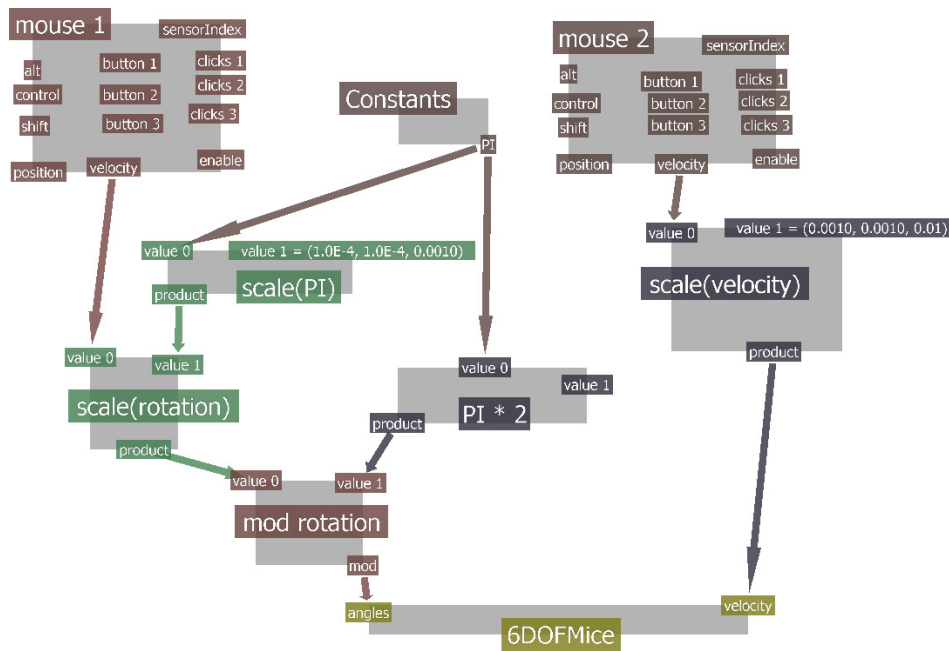 mouse 1
sensorIndex
alt
button 1
clicks 1
control
button 2
clicks 2
shift
button 3
clicks 3
position
velocity
enable
Constants
PI
mouse 2
sensorIndex
alt
button 1
clicks 1
control
button 2
clicks 2
shift
button 3
clicks 3
position
velocity
enable
value 0
value 1 = (1.0E-4, 1.0E-4, 0.0010)
scale(PI)
product
value 0
value 1 = (0.0010, 0.0010, 0.01)
scale(velocity)
product
value 0
value 1
scale(rotation)
product
value 0
value 1
PI * 2
product
value 0
value 1
mod rotation
mod
angles
velocity
6DOFMice